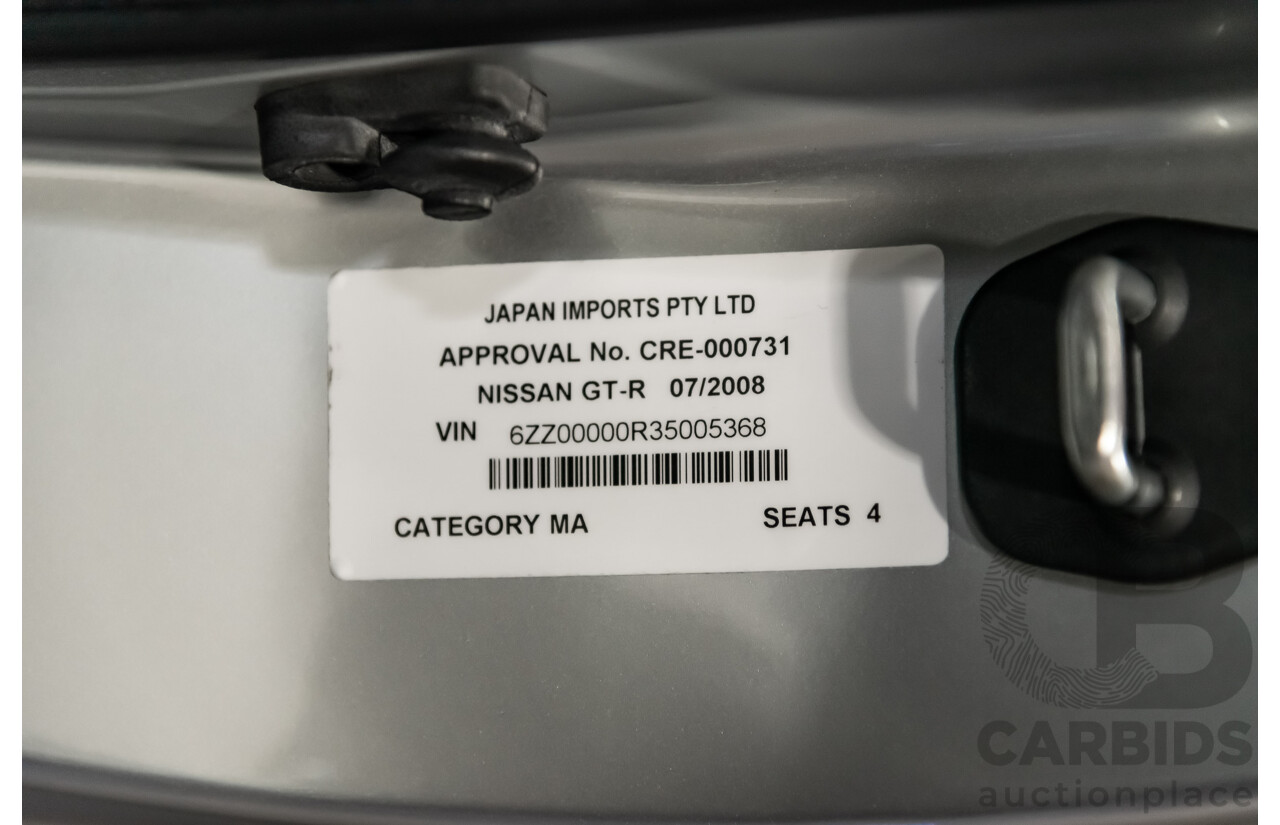 JAPAN IMPORTS PTY LTD
APPROVAL No. CRE-000731
NISSAN GT-R 07/2008
VIN 6ZZ00000R35005368
CATEGORY MA SEATS 4
CB
CARBIDS
auctionplace